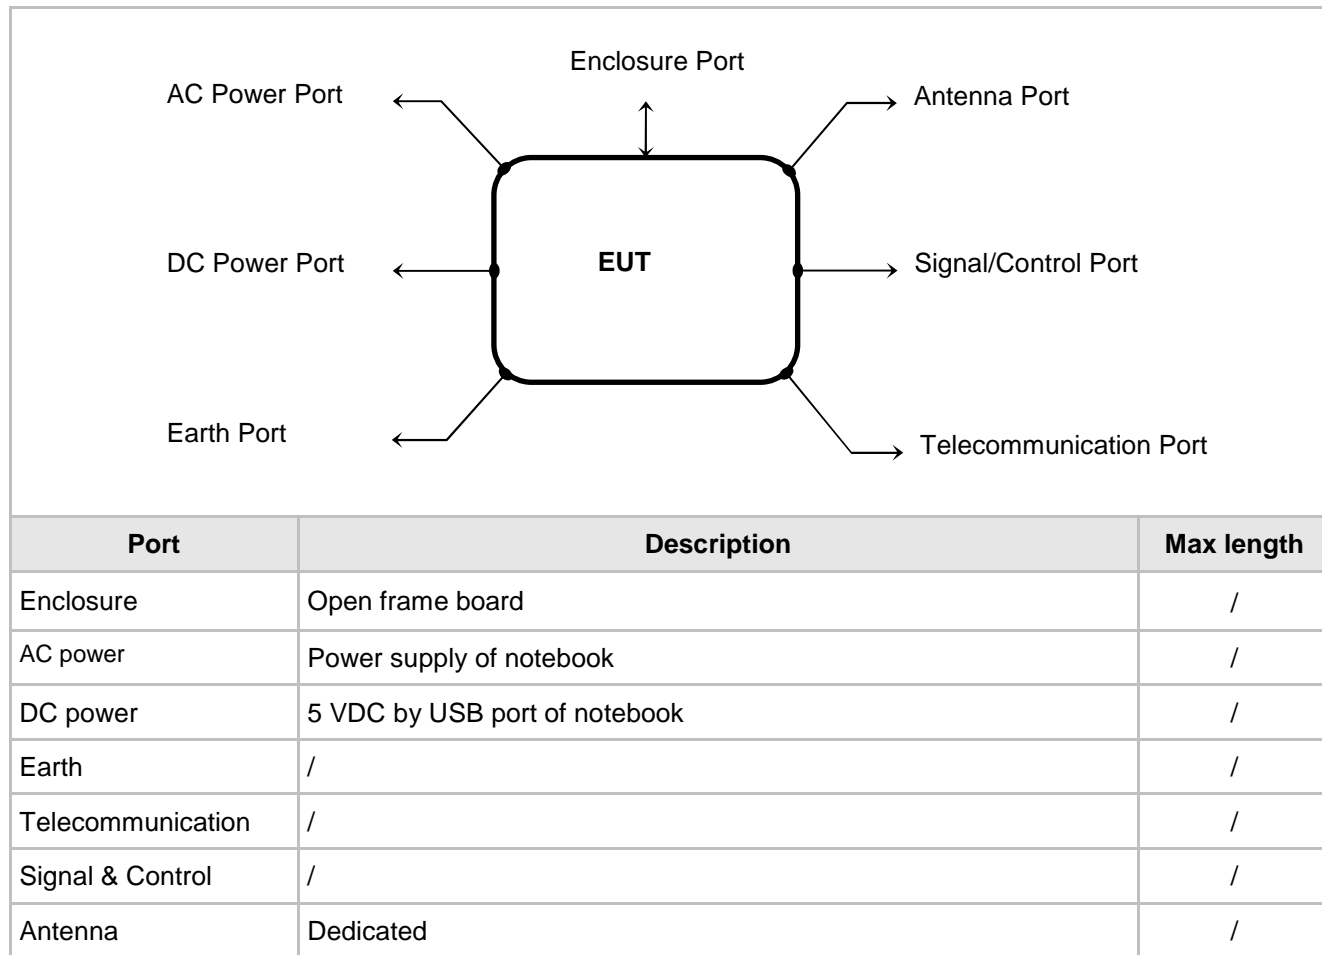 Enclosure Port
AC Power Port
Antenna Port
DC Power Port
EUT
Signal/Control Port
Earth Port
Telecommunication Port
Port Description Max length
Enclosure Open frame board /
AC power Power supply of notebook /
DC power 5 VDC by USB port of notebook /
Earth / /
Telecommunication / /
Signal & Control / /
Antenna Dedicated /